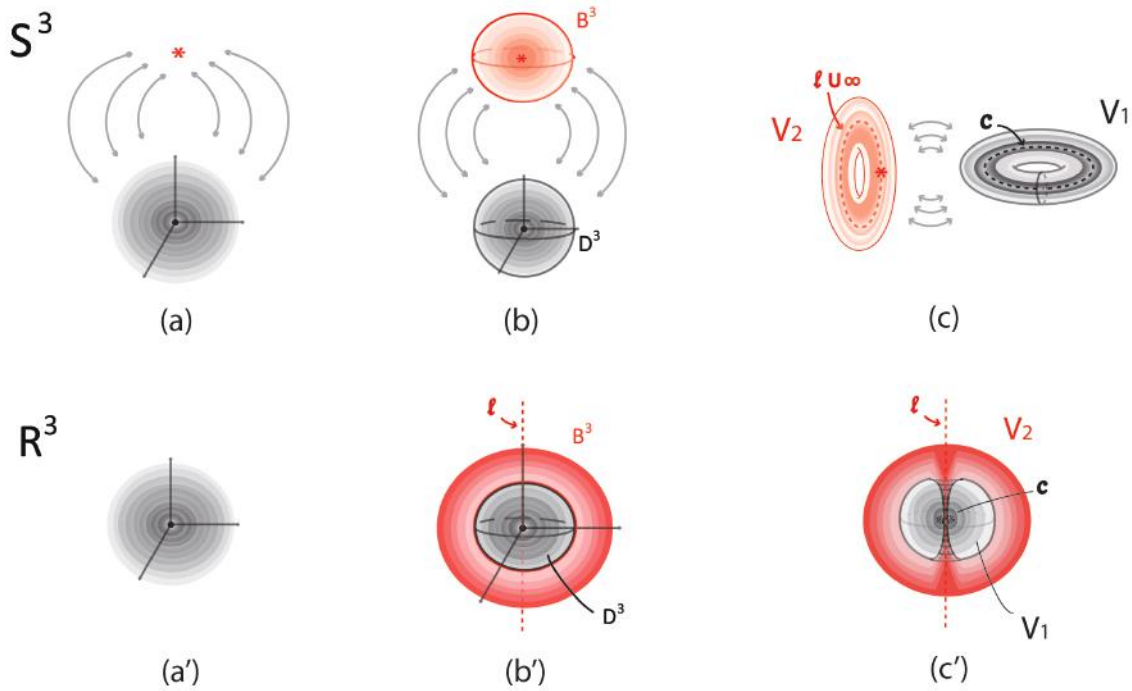 S³
*
(a)
B³
*
D³
(b)
ℓ ∪ ∞
V₂
*
c
V₁
(c)
R³
(a')
ℓ
B³
D³
(b')
ℓ
V₂
c
V₁
(c')